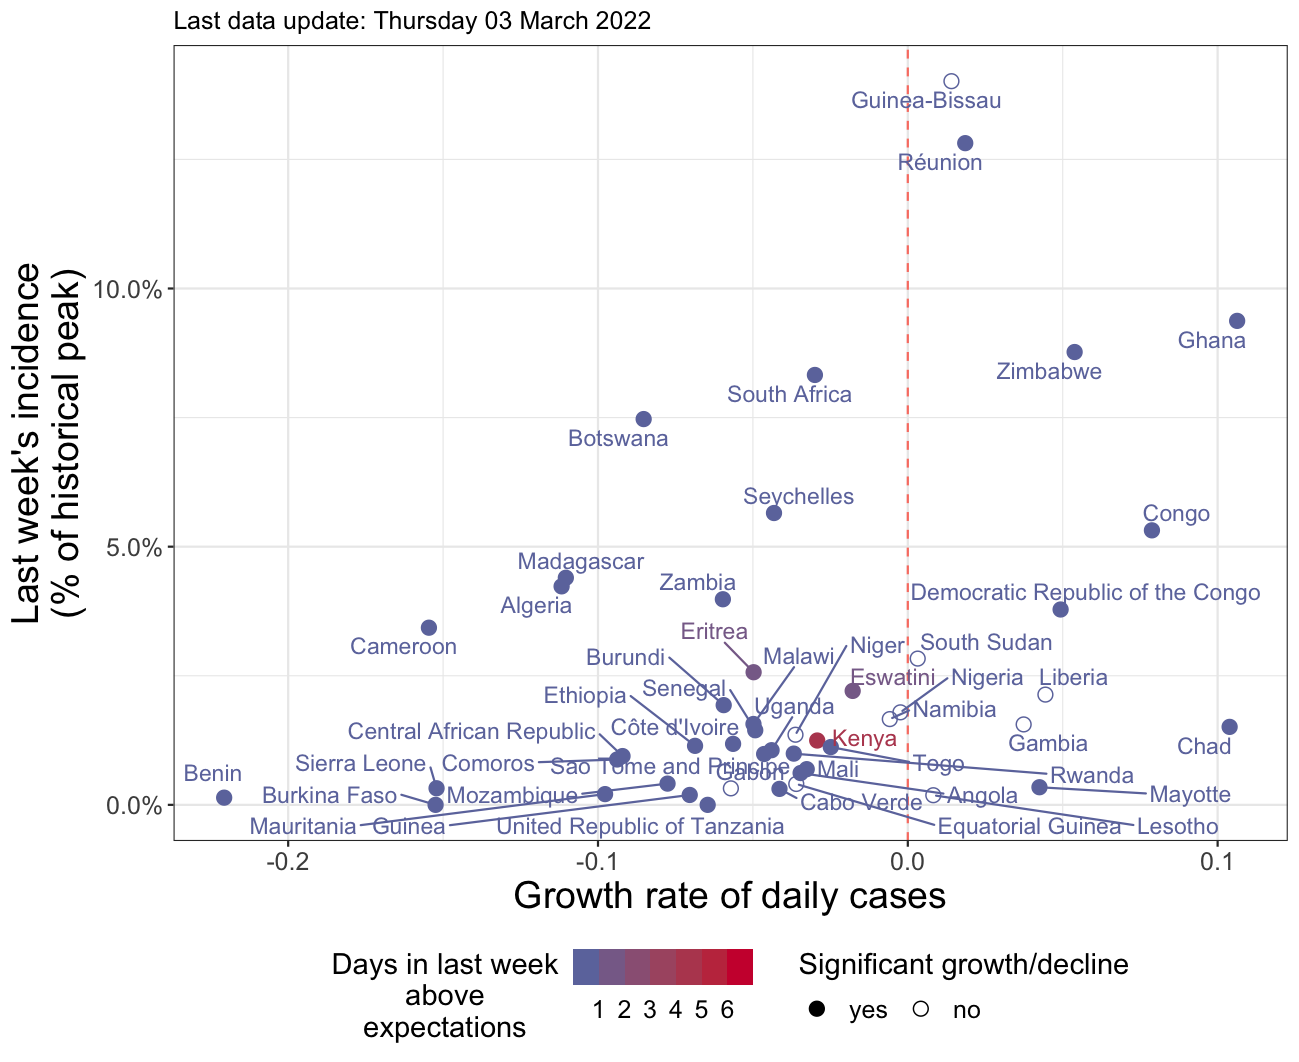 Last data update: Thursday 03 March 2022
Guinea-Bissau
Réunion
10.0%
Ghana
Zimbabwe
South Africa
Botswana
Seychelles
Congo
5.0%
Madagascar
Algeria
Zambia
Democratic Republic of the Congo
Cameroon
Eritrea
Niger
South Sudan
Burundi
Malawi
Eswatini
Nigeria
Liberia
Ethiopia
Senegal
Uganda
Namibia
Central African Republic
Côte d'Ivoire
Kenya
Gambia
Chad
Sierra Leone
Comoros
Sao Tome and Principe
Gabon
Mali
Togo
Rwanda
Benin
Burkina Faso
Mozambique
Cabo Verde
Angola
Mayotte
0.0%
Mauritania
Guinea
United Republic of Tanzania
Equatorial Guinea
Lesotho
-0.2
-0.1
0.0
0.1
Last week's incidence
(% of historical peak)
Growth rate of daily cases
Days in last week
above
expectations
1 2 3 4 5 6
Significant growth/decline
yes
no